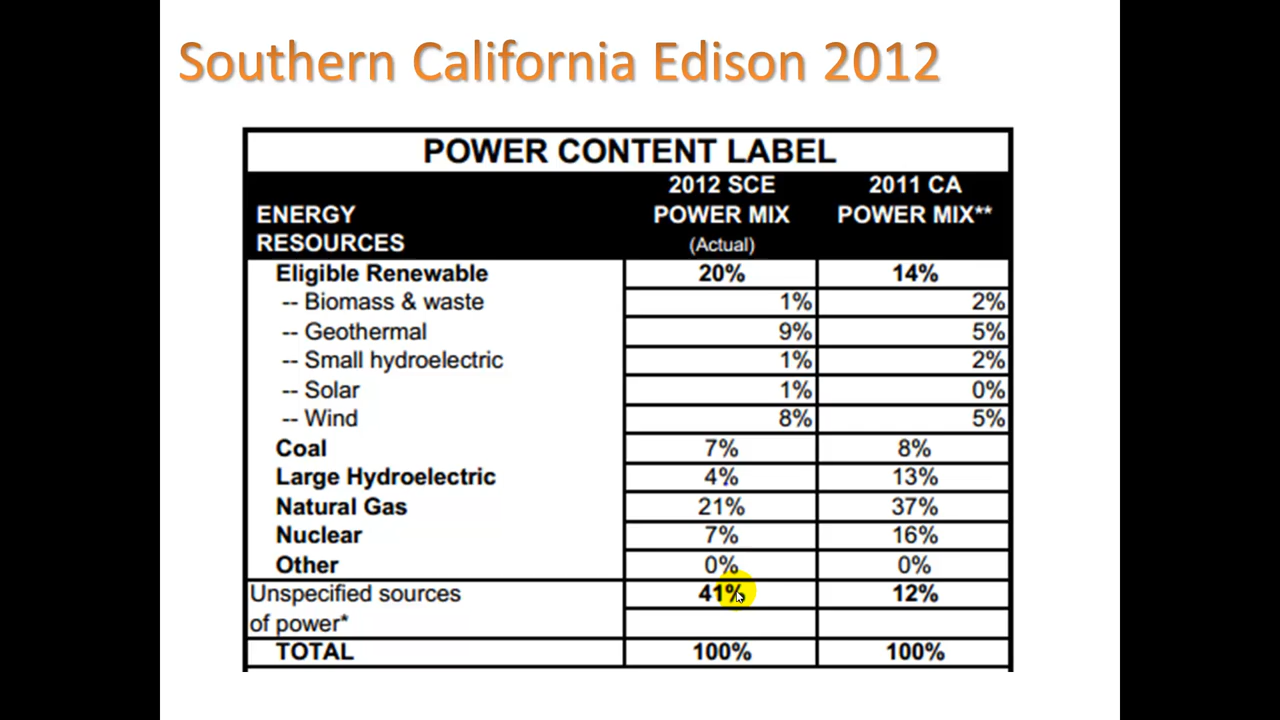 Southern California Edison 2012
POWER CONTENT LABEL
ENERGY RESOURCES 2012 SCE POWER MIX (Actual) 2011 CA POWER MIX**
Eligible Renewable 20% 14%
-- Biomass & waste 1% 2%
-- Geothermal 9% 5%
-- Small hydroelectric 1% 2%
-- Solar 1% 0%
-- Wind 8% 5%
Coal 7% 8%
Large Hydroelectric 4% 13%
Natural Gas 21% 37%
Nuclear 7% 16%
Other 0% 0%
Unspecified sources 41% 12%
of power*
TOTAL 100% 100%